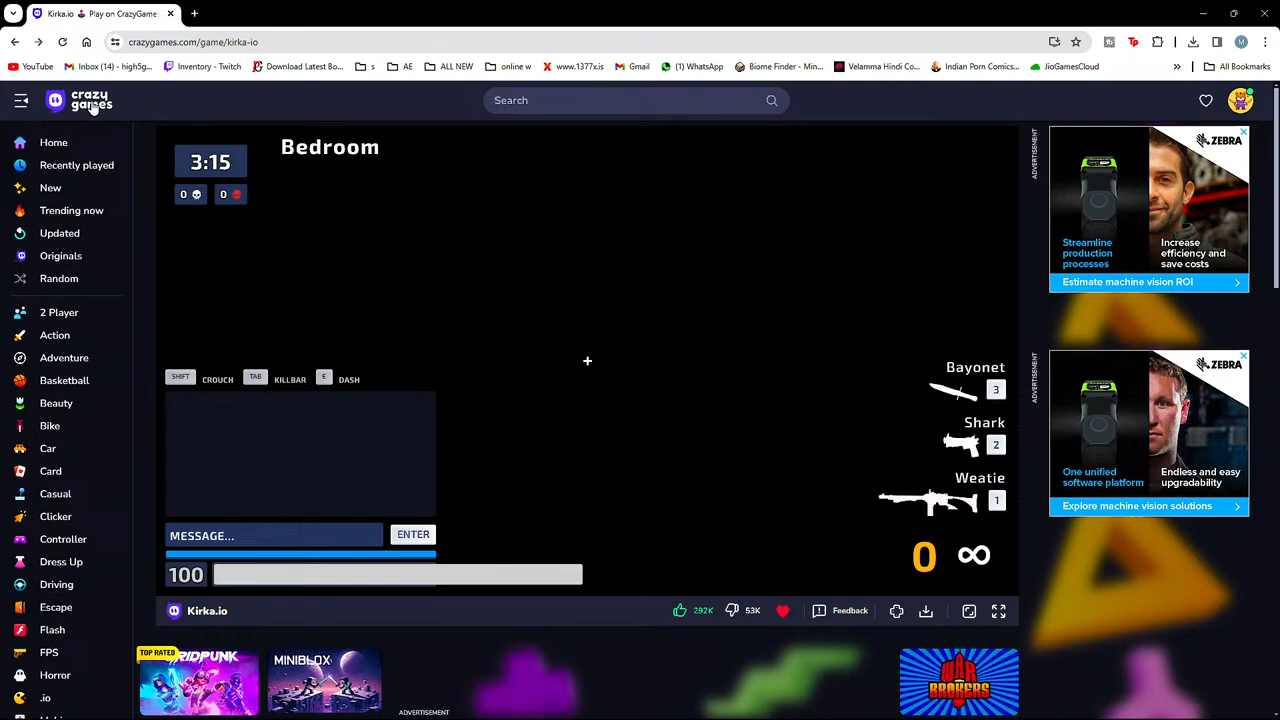 Kirka.io
Play on CrazyGames
crazygames.com/game/kirka-io
YouTube
Inbox (14) - high5g...
Inventory - Twitch
Download Latest Bo...
s
AE
ALL NEW
online w
www.1377x.is
Gmail
(1) WhatsApp
Biome Finder - Min...
Velamma Hindi Co...
Indian Porn Comics...
JioGamesCloud
»
All Bookmarks
crazy
games
Search
Home
Recently played
New
Trending now
Updated
Originals
Random
2 Player
Action
Adventure
Basketball
Beauty
Bike
Car
Card
Casual
Clicker
Controller
Dress Up
Driving
Escape
Flash
FPS
Horror
.io
3:15
Bedroom
0
0
SHIFT CROUCH TAB KILLBAR E DASH
MESSAGE... ENTER
100
Bayonet
3
Shark
2
Weatie
1
0 ∞
Kirka.io
292K
53K
Feedback
ADVERTISEMENT
ZEBRA
Streamline
production
processes
Increase
efficiency and
save costs
Estimate machine vision ROI
ADVERTISEMENT
ZEBRA
One unified
software platform
Endless and easy
upgradability
Explore machine vision solutions
TOP RATED
RIDPUNK
MINIBLOX
WAR
BROKERS
ADVERTISEMENT